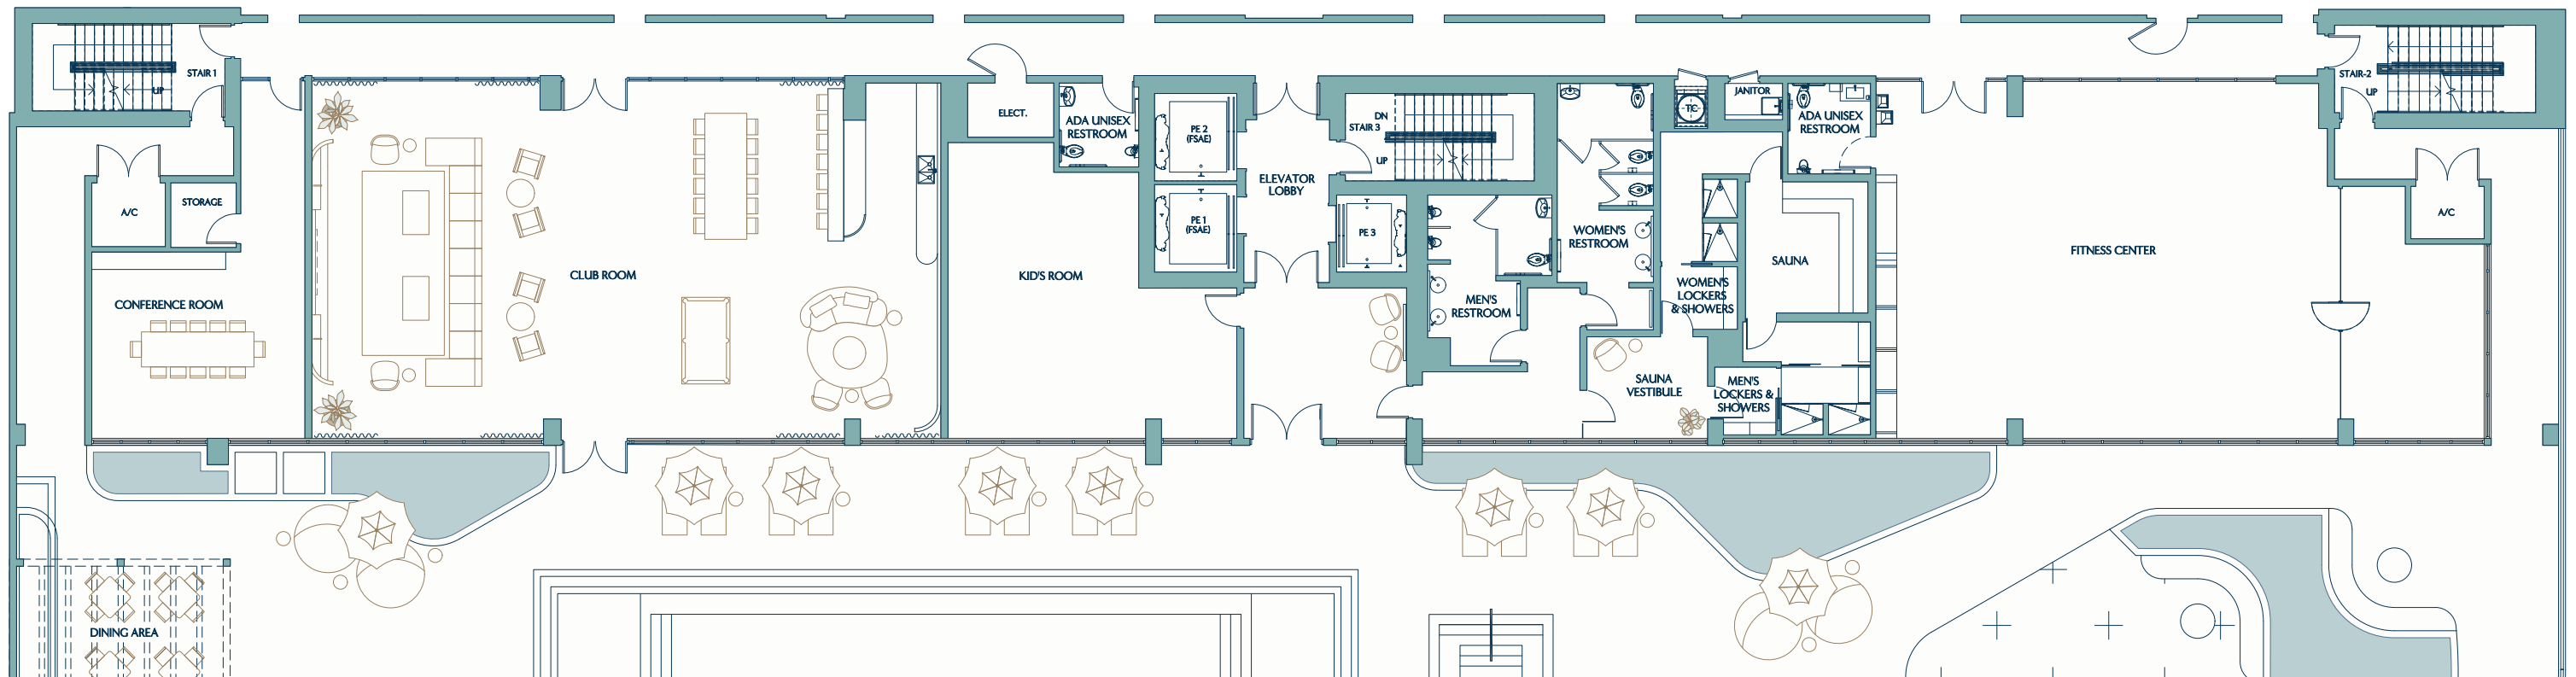 STAIR 1
UP
A/C
STORAGE
CONFERENCE ROOM
CLUB ROOM
ELECT.
ADA UNISEX
RESTROOM
KID'S ROOM
PE 2
(FSAE)
PE 1
(FSAE)
ELEVATOR
LOBBY
DN
STAIR 3
UP
PE 3
MEN'S
RESTROOM
WOMEN'S
RESTROOM
T/C
JANITOR
ADA UNISEX
RESTROOM
WOMEN'S
LOCKERS
& SHOWERS
SAUNA
SAUNA
VESTIBULE
MEN'S
LOCKERS &
SHOWERS
FITNESS CENTER
STAIR-2
UP
A/C
DINING AREA